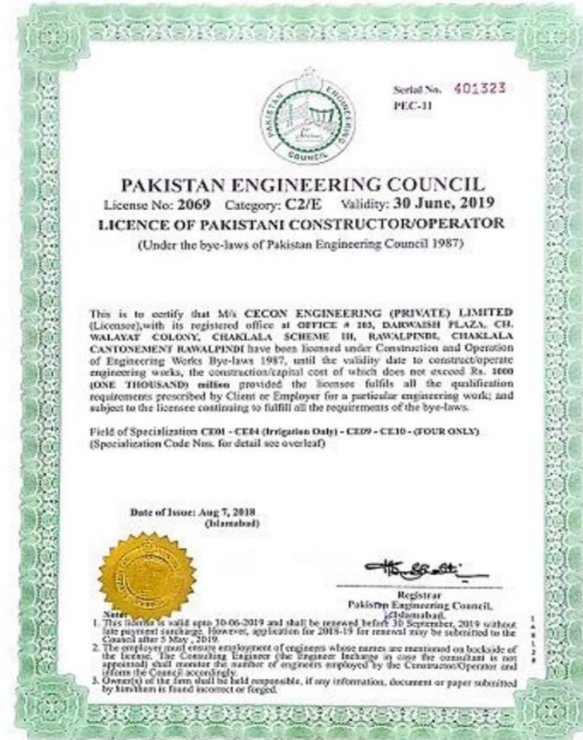 Serial No. 401323
PEC-11
PAKISTAN ENGINEERING
COUNCIL
PAKISTAN ENGINEERING COUNCIL
License No: 2069 Category: C2/E Validity: 30 June, 2019
LICENCE OF PAKISTANI CONSTRUCTOR/OPERATOR
(Under the bye-laws of Pakistan Engineering Council 1987)
This is to certify that M/s CECON ENGINEERING (PRIVATE) LIMITED
(Licensee),with its registered office at OFFICE # 103, DARWAISH PLAZA, CH.
WALAYAT COLONY, CHAKLALA SCHEME III, RAWALPINDI, CHAKLALA
CANTONEMENT RAWALPINDI have been licensed under Construction and Operation
of Engineering Works Bye-laws 1987, until the validity date to construct/operate
engineering works, the construction/capital cost of which does not exceed Rs. 1000
(ONE THOUSAND) million provided the licensee fulfils all the qualification
requirements prescribed by Client or Employer for a particular engineering work; and
subject to the licensee continuing to fulfill all the requirements of the bye-laws.
Field of Specialization CE01 - CE04 (Irrigation Only) - CE09 - CE10 - (FOUR ONLY)
(Specialization Code Nos. for detail see overleaf)
Date of Issue: Aug 7, 2018
(Islamabad)
Registrar
Pakistan Engineering Council,
Islamabad.
Note:
1. This license is valid upto 30-06-2019 and shall be renewed before 30 September, 2019 without
late payment surcharge. However, application for 2018-19 for renewal may be submitted to the
Council after 5 May , 2019.
2. The employer must ensure employment of engineers whose names are mentioned on backside of
the license. The Consulting Engineer (the Engineer Incharge in case the consultant is not
appointed) shall monitor the number of engineers employed by the Constructor/Operator and
inform the Council accordingly.
3. Owner(s) of the firm shall be held responsible, if any information, document or paper submitted
by him/them is found incorrect or forged.